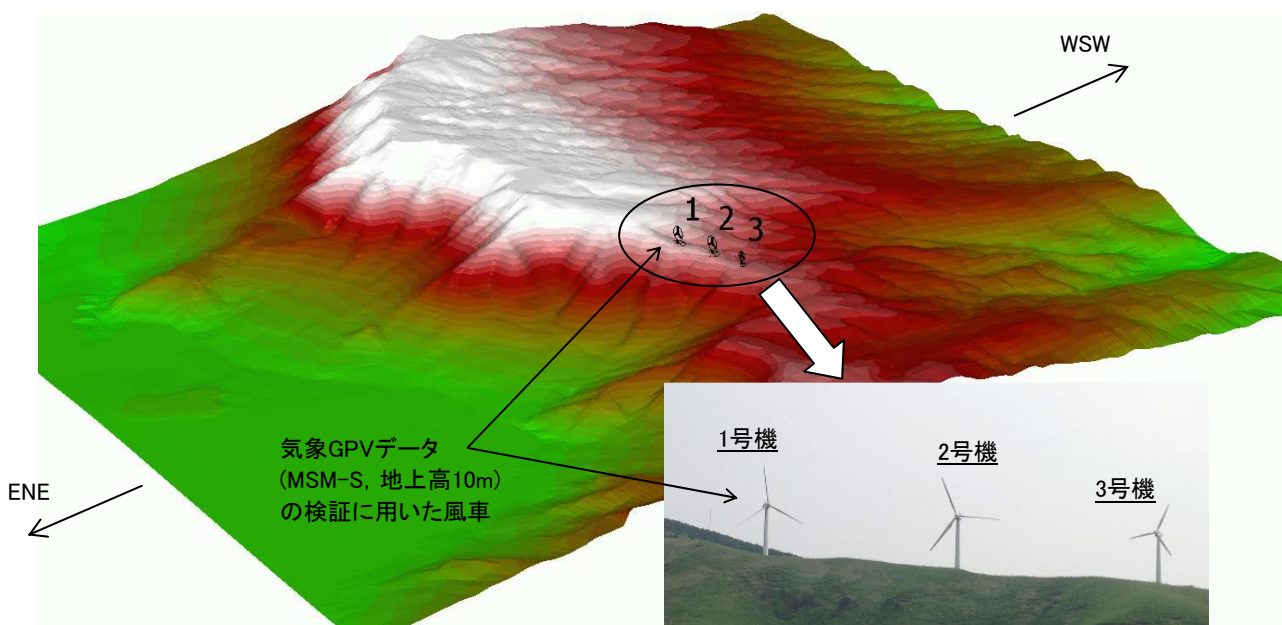 WSW
1
2
3
気象GPVデータ
(MSM-S, 地上高10m)
の検証に用いた風車
ENE
1号機
2号機
3号機